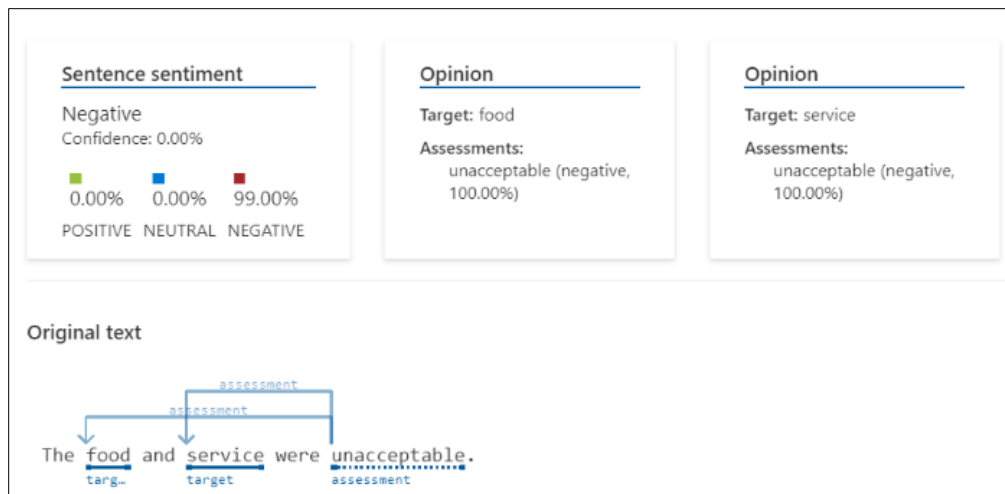 Sentence sentiment
Negative
Confidence: 0.00%
0.00% 0.00% 99.00%
POSITIVE NEUTRAL NEGATIVE
Opinion
Target: food
Assessments:
unacceptable (negative,
100.00%)
Opinion
Target: service
Assessments:
unacceptable (negative,
100.00%)
Original text
assessment
assessment
The food and service were unacceptable.
targ… target assessment